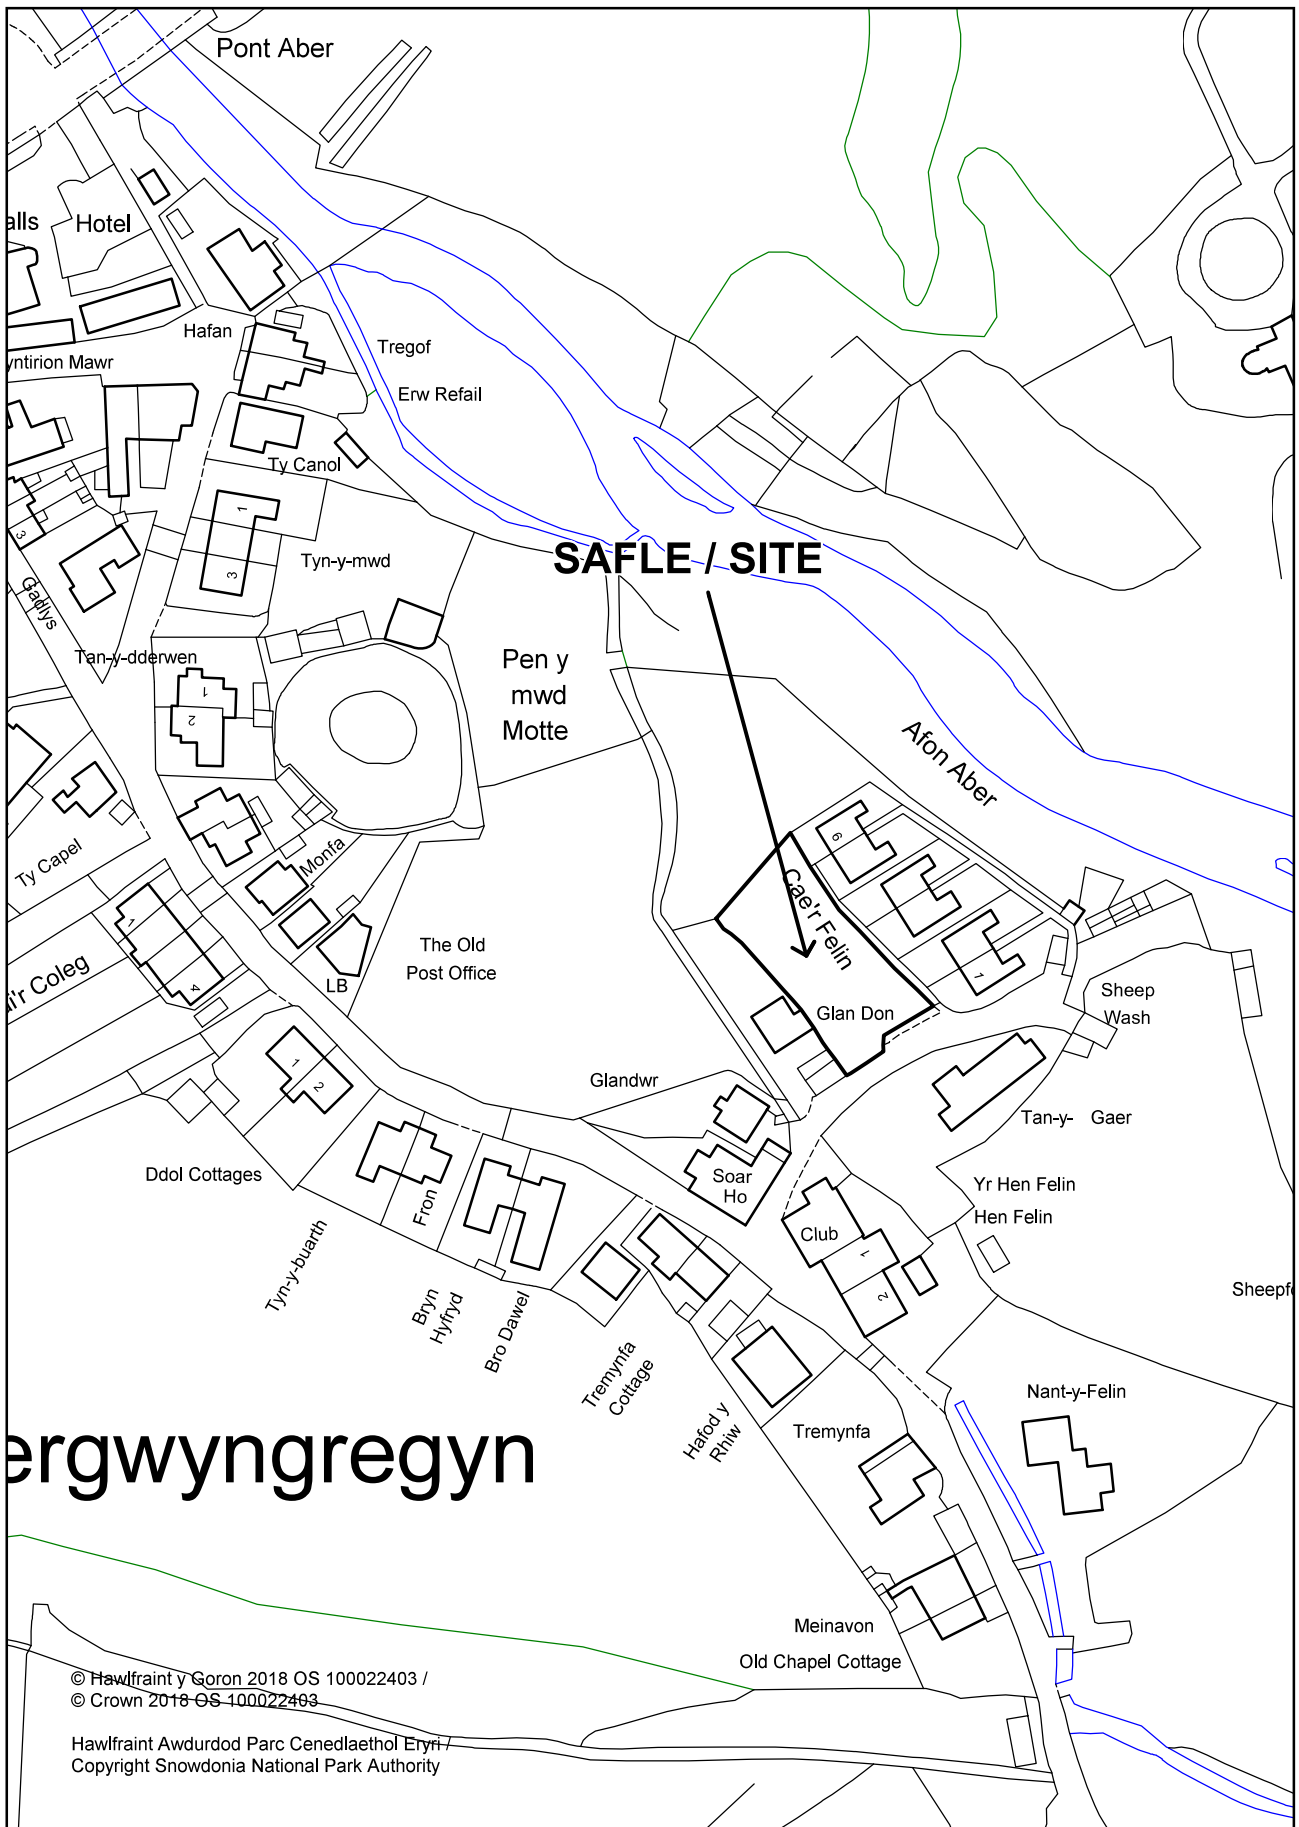 Pont Aber
alls
Hotel
Hafan
Tregof
yntirion Mawr
Erw Refail
Ty Canol
1
3
3
Tyn-y-mwd
SAFLE / SITE
Gadlys
Tan-y-dderwen
1
2
Pen y
mwd
Motte
Afon Aber
Ty Capel
Monfa
6
Cae'r Felin
1
1
4
The Old
Post Office
LB
Glan Don
Sheep
Wash
1
2
Glandwr
Tan-y- Gaer
Ddol Cottages
Soar
Ho
Yr Hen Felin
Hen Felin
Fron
Club
1
2
Tyn-y-buarth
Bryn
Hyfryd
Bro Dawel
Sheepf
Tremynfa
Cottage
Hafod y
Rhiw
Nant-y-Felin
Tremynfa
ergwyngregyn
Meinavon
Old Chapel Cottage
© Hawlfraint y Goron 2018 OS 100022403 /
© Crown 2018 OS 100022403
Hawlfraint Awdurdod Parc Cenedlaethol Eryri /
Copyright Snowdonia National Park Authority